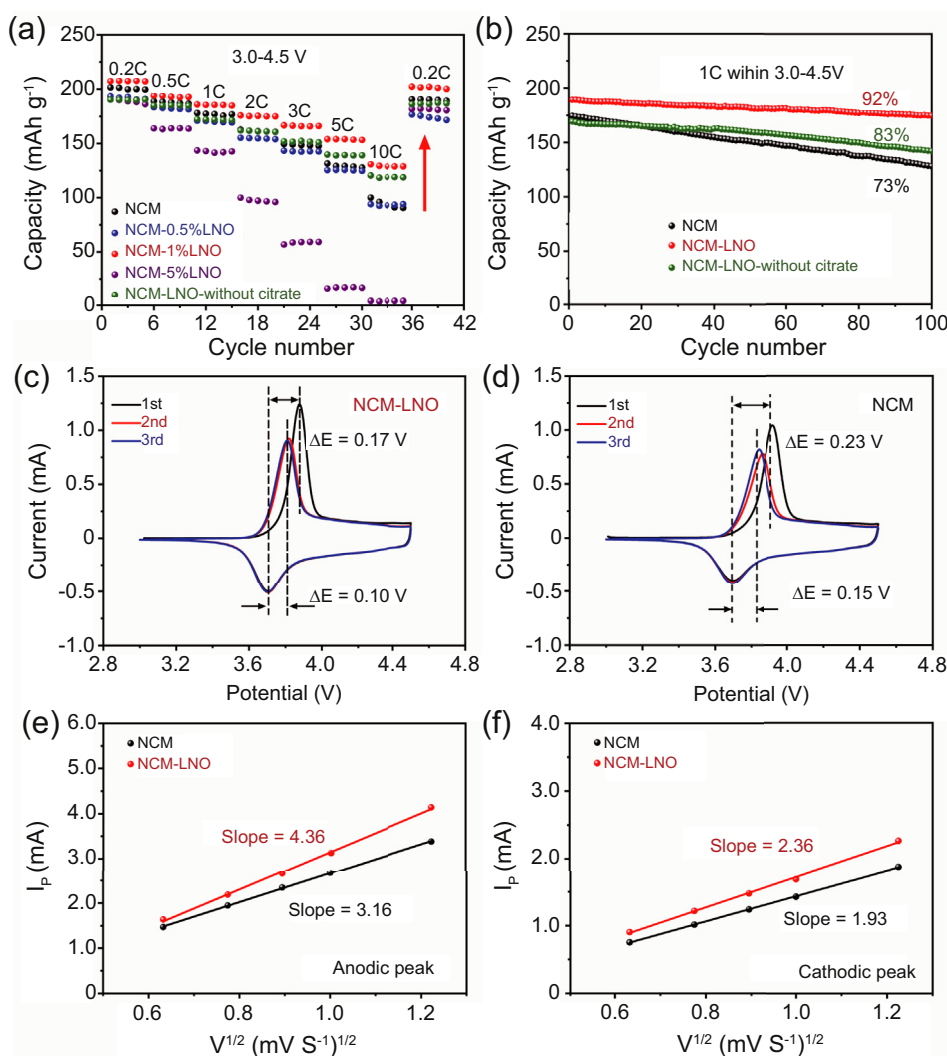 (a)
250
200
150
100
50
0
Capacity (mAh g⁻¹)
3.0-4.5 V
0.2C
0.5C
1C
2C
3C
5C
10C
0.2C
NCM
NCM-0.5%LNO
NCM-1%LNO
NCM-5%LNO
NCM-LNO-without citrate
0 6 12 18 24 30 36 42
Cycle number
(b)
250
200
150
100
50
0
Capacity (mAh g⁻¹)
1C wihin 3.0-4.5V
92%
83%
73%
NCM
NCM-LNO
NCM-LNO-without citrate
0 20 40 60 80 100
Cycle number
(c)
1.5
1.0
0.5
0
-0.5
-1.0
Current (mA)
1st
2nd
3rd
NCM-LNO
ΔE = 0.17 V
ΔE = 0.10 V
2.8 3.2 3.6 4.0 4.4 4.8
Potential (V)
(d)
1.5
1.0
0.5
0
-0.5
-1.0
Current (mA)
1st
2nd
3rd
NCM
ΔE = 0.23 V
ΔE = 0.15 V
2.8 3.2 3.6 4.0 4.4 4.8
Potential (V)
(e)
6.0
5.0
4.0
3.0
2.0
1.0
0
I_P (mA)
NCM
NCM-LNO
Slope = 4.36
Slope = 3.16
Anodic peak
0.6 0.8 1.0 1.2
V^1/2 (mV S⁻¹)^1/2
(f)
4.0
3.0
2.0
1.0
0
I_P (mA)
NCM
NCM-LNO
Slope = 2.36
Slope = 1.93
Cathodic peak
0.6 0.8 1.0 1.2
V^1/2 (mV S⁻¹)^1/2